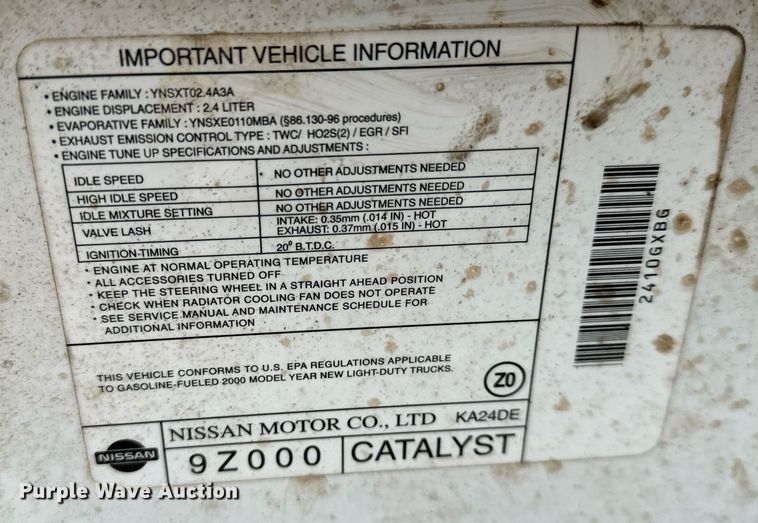 IMPORTANT VEHICLE INFORMATION
• ENGINE FAMILY : YNSXT02.4A3A
• ENGINE DISPLACEMENT : 2.4 LITER
• EVAPORATIVE FAMILY : YNSXE0110MBA (§86.130-96 procedures)
• EXHAUST EMISSION CONTROL TYPE : TWC/ HO2S(2) / EGR / SFI
• ENGINE TUNE UP SPECIFICATIONS AND ADJUSTMENTS :
IDLE SPEED NO OTHER ADJUSTMENTS NEEDED
HIGH IDLE SPEED NO OTHER ADJUSTMENTS NEEDED
IDLE MIXTURE SETTING NO OTHER ADJUSTMENTS NEEDED
VALVE LASH INTAKE: 0.35mm (.014 IN) - HOT
EXHAUST: 0.37mm (.015 IN) - HOT
IGNITION-TIMING 20° B.T.D.C.
• ENGINE AT NORMAL OPERATING TEMPERATURE
• ALL ACCESSORIES TURNED OFF
• KEEP THE STEERING WHEEL IN A STRAIGHT AHEAD POSITION
• CHECK WHEN RADIATOR COOLING FAN DOES NOT OPERATE
• SEE SERVICE MANUAL AND MAINTENANCE SCHEDULE FOR
ADDITIONAL INFORMATION
THIS VEHICLE CONFORMS TO U.S. EPA REGULATIONS APPLICABLE
TO GASOLINE-FUELED 2000 MODEL YEAR NEW LIGHT-DUTY TRUCKS.
Z0
NISSAN
NISSAN MOTOR CO., LTD KA24DE
9Z000 CATALYST
2410GXBG
Purple Wave Auction